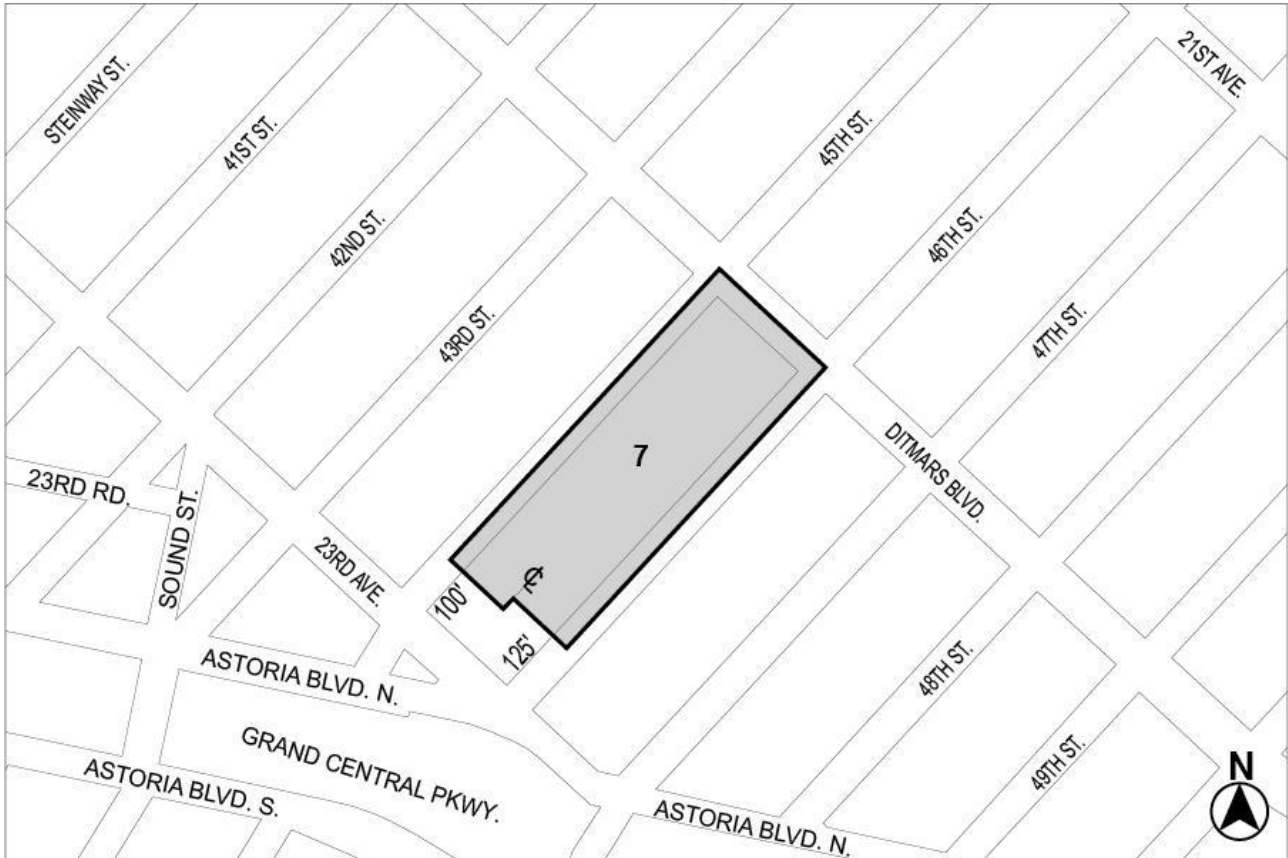 STEINWAY ST.
41ST ST.
42ND ST.
43RD ST.
45TH ST.
46TH ST.
47TH ST.
21ST AVE.
7
DITMARS BLVD.
23RD RD.
SOUND ST.
23RD AVE.
100'
℄
125'
ASTORIA BLVD. N.
GRAND CENTRAL PKWY.
ASTORIA BLVD. S.
48TH ST.
49TH ST.
ASTORIA BLVD. N.
N